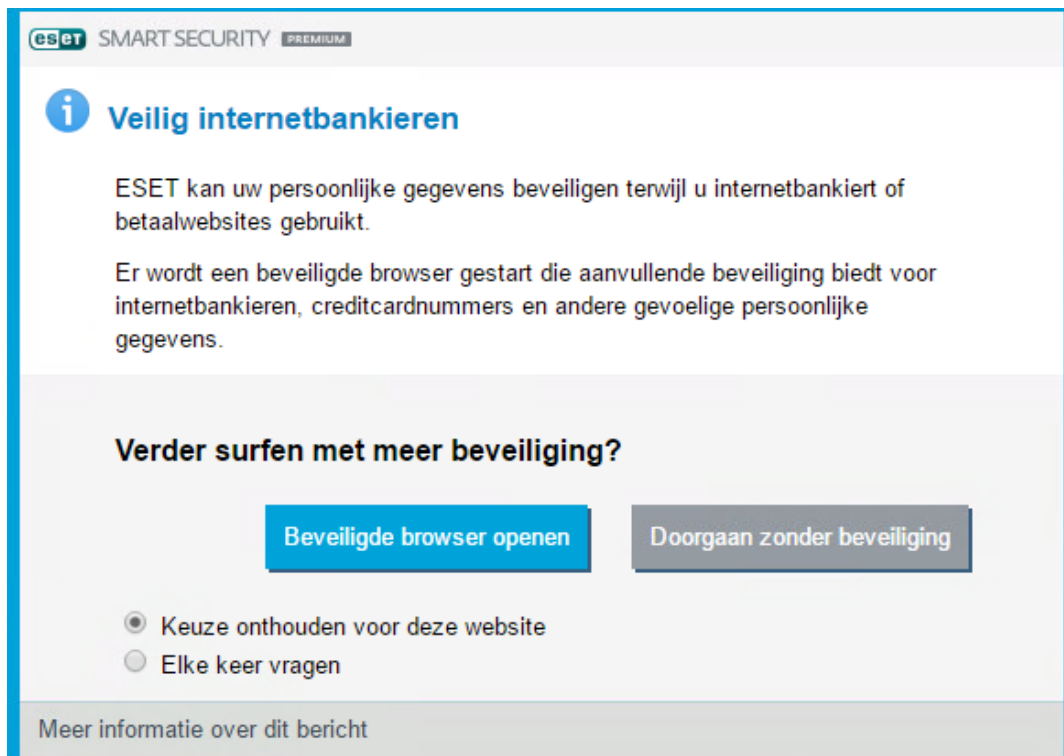 eset SMART SECURITY PREMIUM
Veilig internetbankieren
ESET kan uw persoonlijke gegevens beveiligen terwijl u internetbankiert of
betaalwebsites gebruikt.
Er wordt een beveiligde browser gestart die aanvullende beveiliging biedt voor
internetbankieren, creditcardnummers en andere gevoelige persoonlijke
gegevens.
Verder surfen met meer beveiliging?
Beveiligde browser openen Doorgaan zonder beveiliging
Keuze onthouden voor deze website
Elke keer vragen
Meer informatie over dit bericht